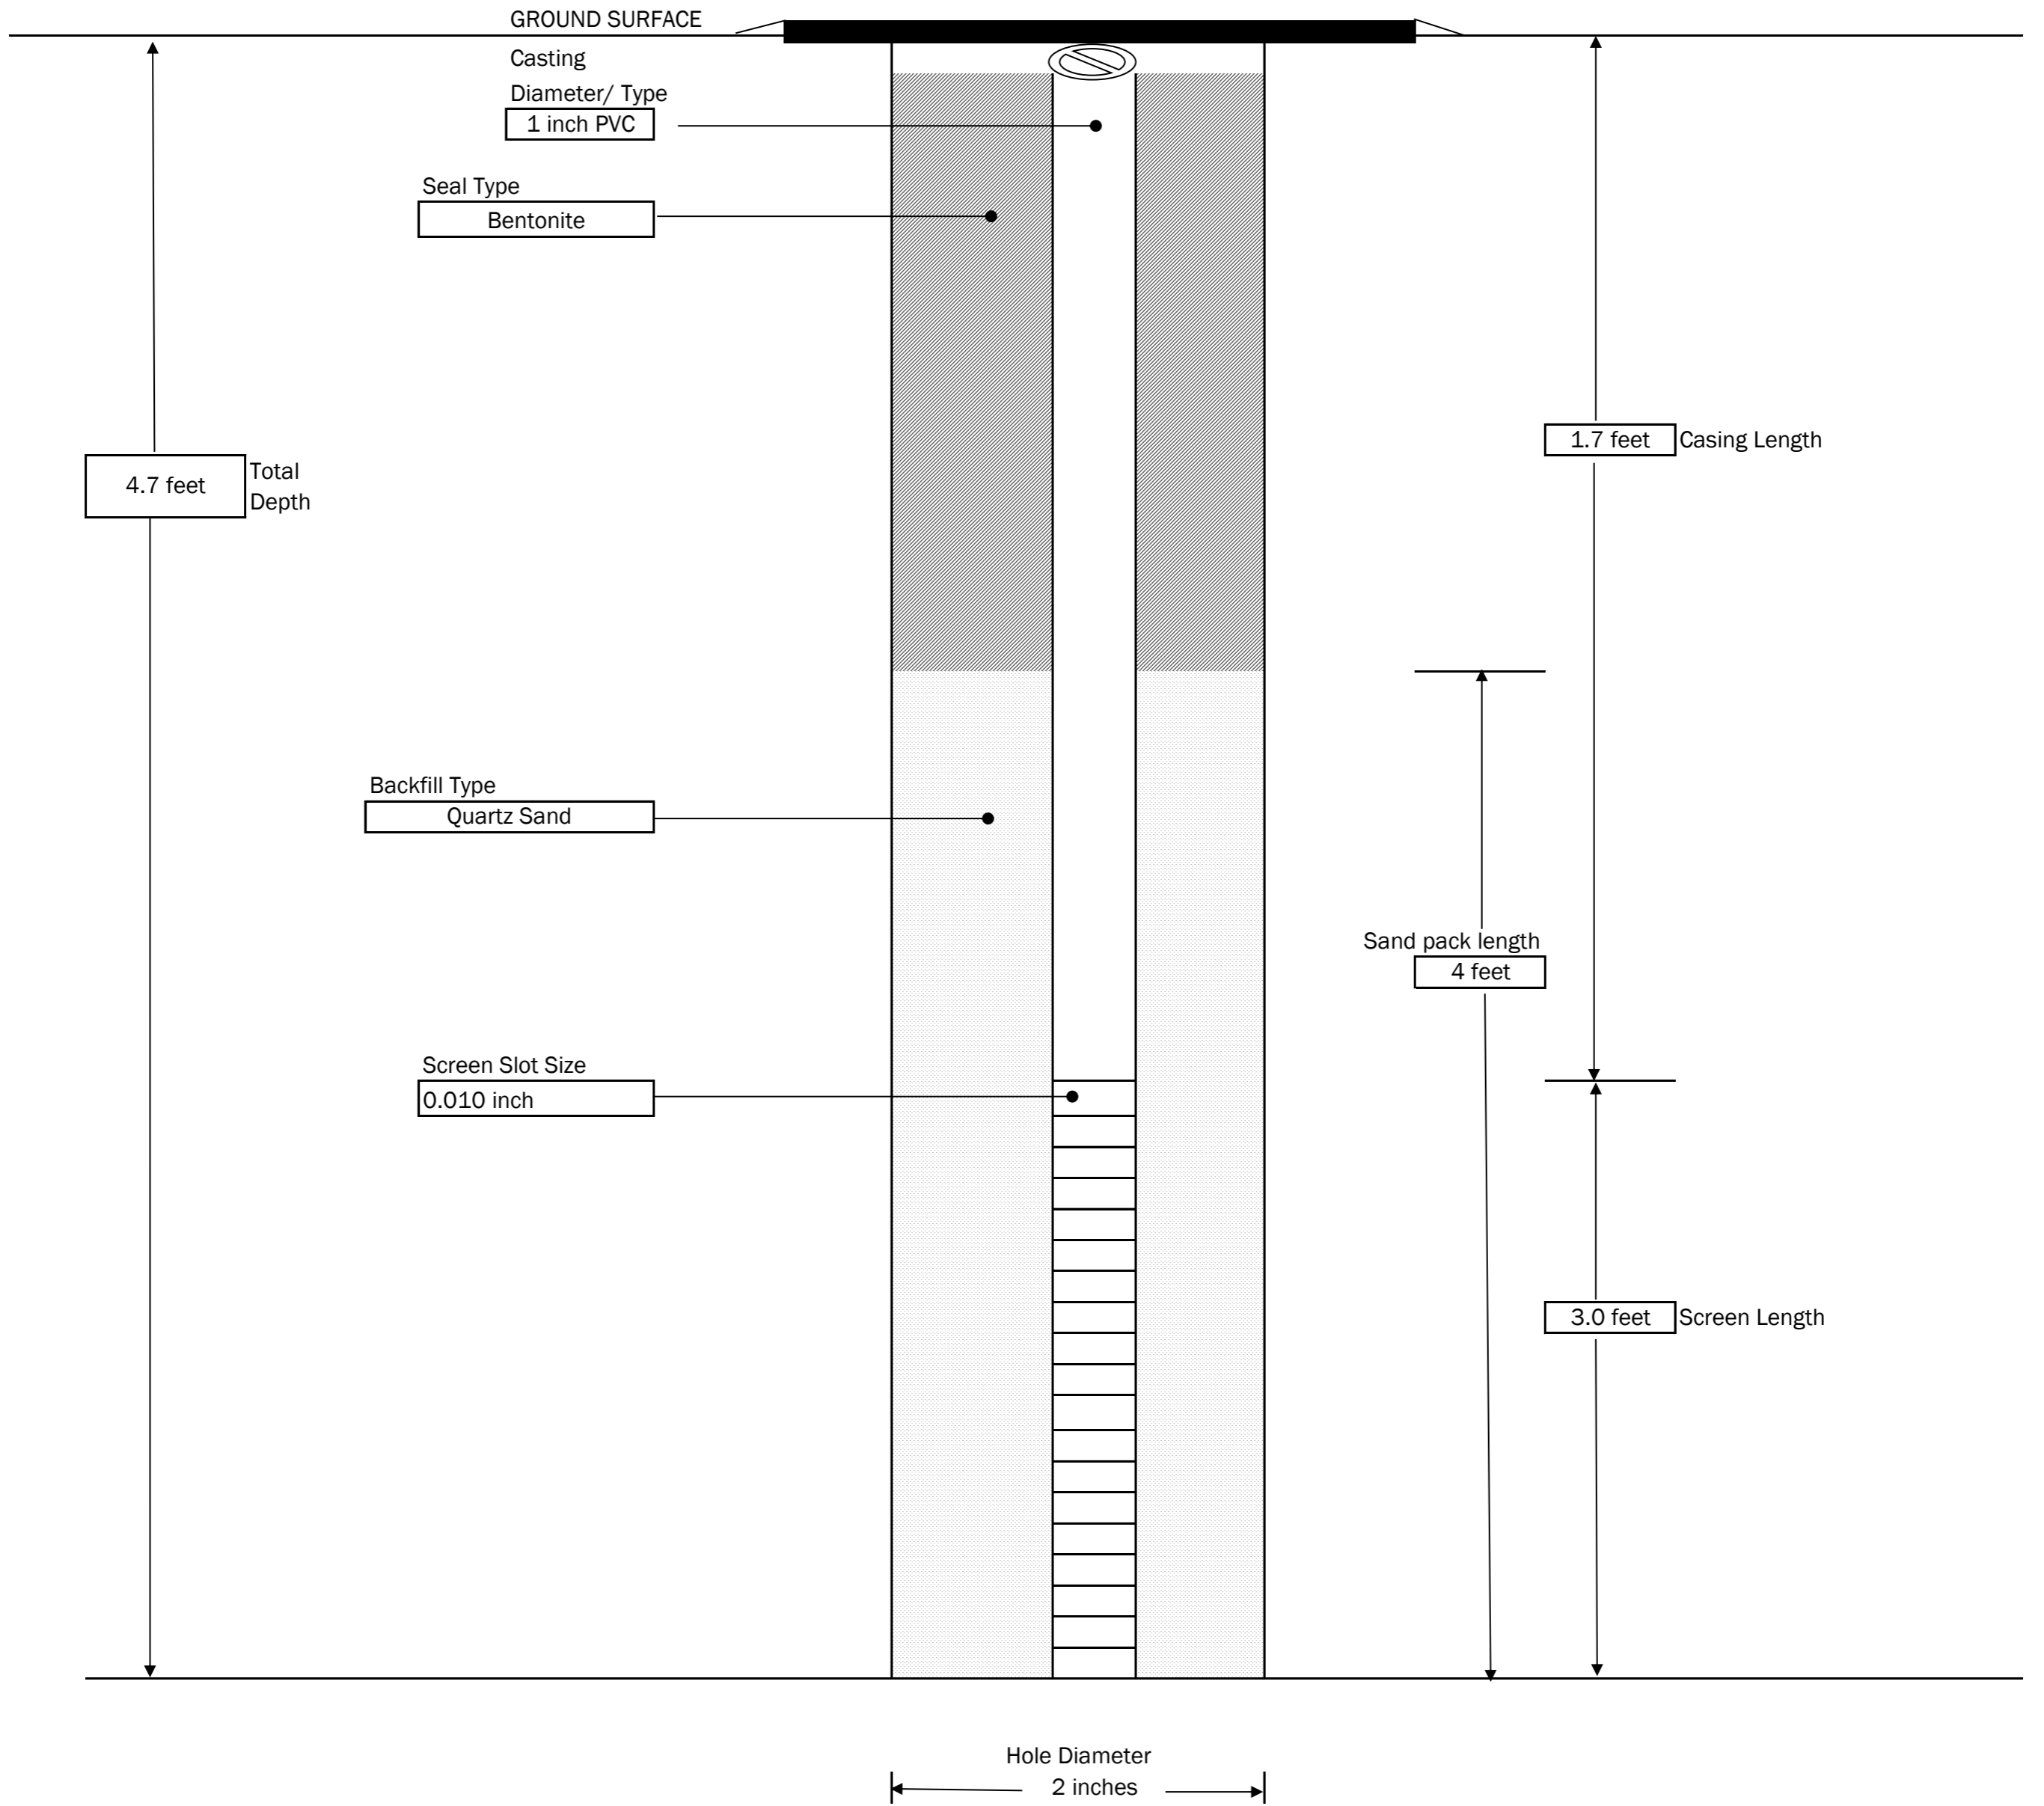 GROUND SURFACE
Casting
Diameter/ Type
1 inch PVC
Seal Type
Bentonite
1.7 feet Casing Length
4.7 feet
Total
Depth
Backfill Type
Quartz Sand
Sand pack length
4 feet
Screen Slot Size
0.010 inch
3.0 feet Screen Length
Hole Diameter
2 inches